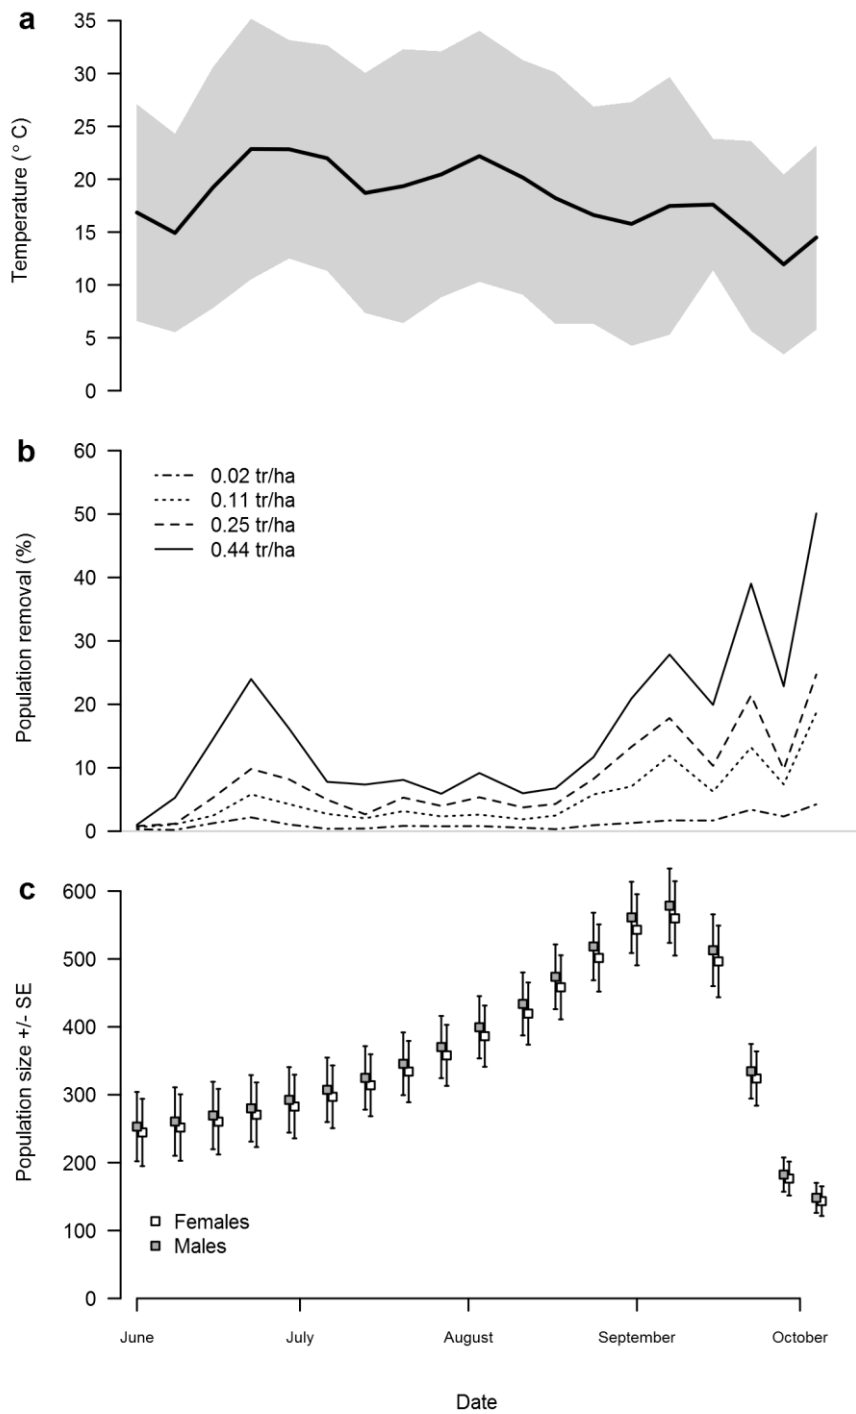 a
35
30
25
20
15
10
5
0
Temperature (° C)
b
60
50
40
30
20
10
0
Population removal (%)
0.02 tr/ha
0.11 tr/ha
0.25 tr/ha
0.44 tr/ha
c
600
500
400
300
200
100
0
Population size +/- SE
Females
Males
June July August September October
Date